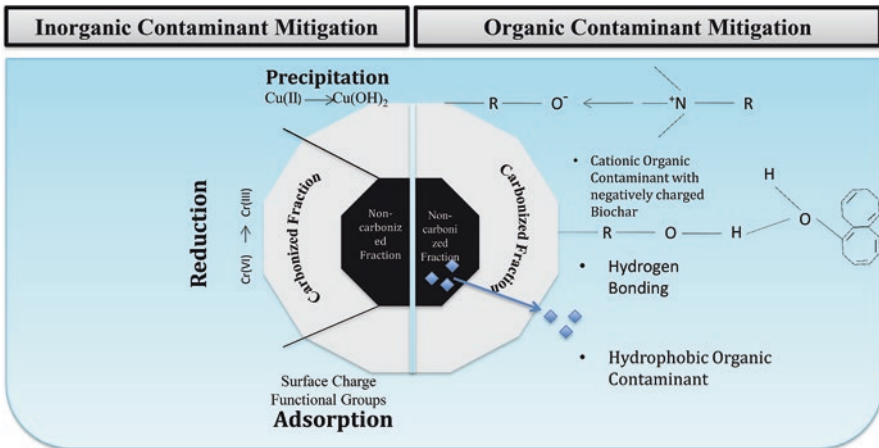 Inorganic Contaminant Mitigation
Organic Contaminant Mitigation
Precipitation
Cu(II) ⟶Cu(OH)₂
Reduction
Cr(VI) → Cr(III)
Carbonized Fraction
Non-
carboniz
ed
Fraction
Surface Charge
Functional Groups
Adsorption
Non-
carboni
zed
Fraction
Carbonized Fraction
R O⁻ ⁺N R
• Cationic Organic
Contaminant with
negatively charged
Biochar
H
R O H O
• Hydrogen
Bonding
• Hydrophobic Organic
Contaminant